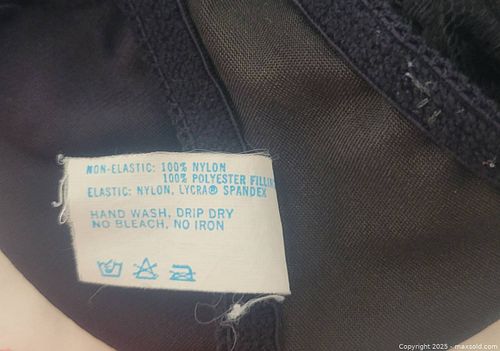 NON-ELASTIC: 100% NYLON
100% POLYESTER FILLIN
ELASTIC: NYLON, LYCRA® SPANDEX
HAND WASH, DRIP DRY
NO BLEACH, NO IRON
Copyright 2025 - maxsold.com